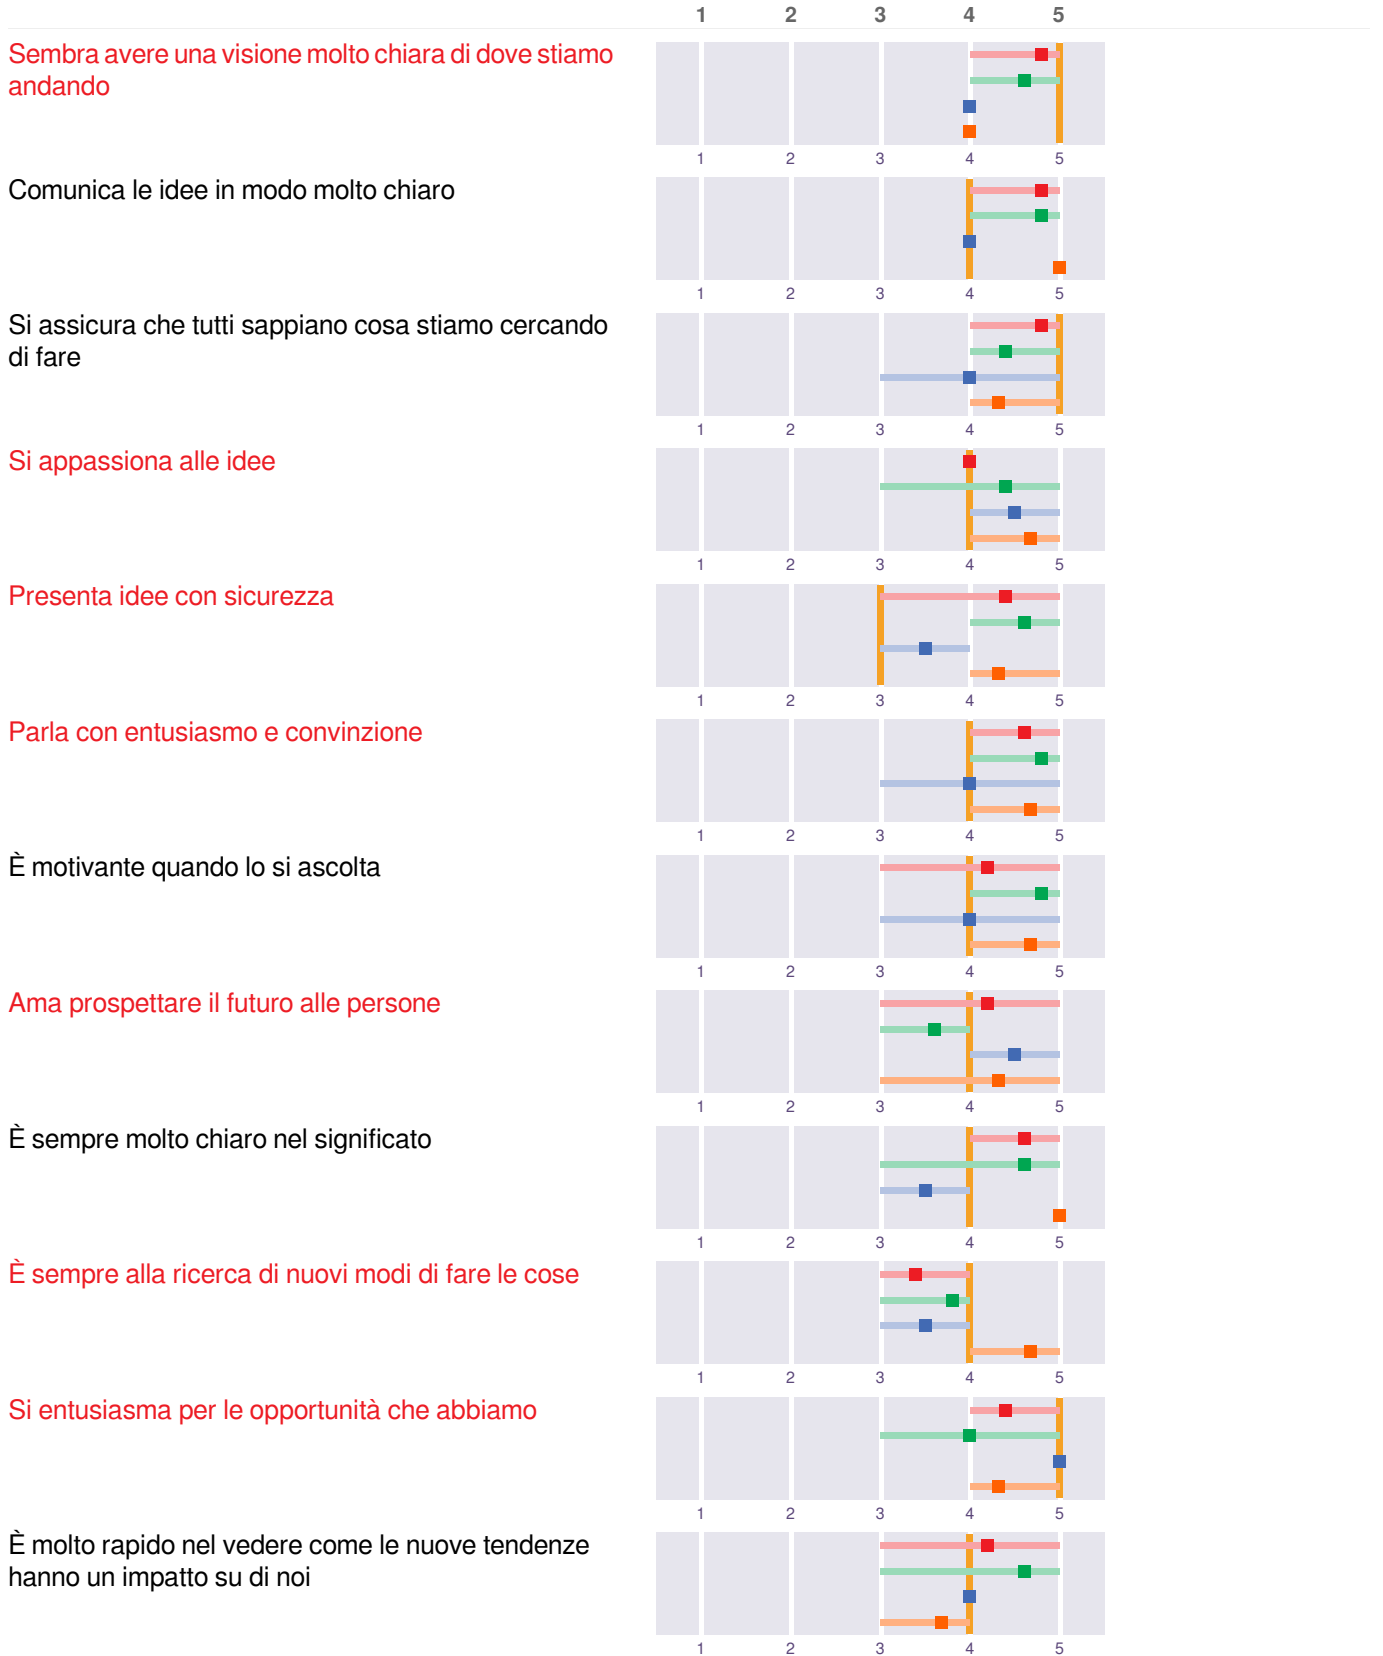 1 2 3 4 5
Sembra avere una visione molto chiara di dove stiamo
andando
1 2 3 4 5
Comunica le idee in modo molto chiaro
1 2 3 4 5
Si assicura che tutti sappiano cosa stiamo cercando
di fare
1 2 3 4 5
Si appassiona alle idee
1 2 3 4 5
Presenta idee con sicurezza
1 2 3 4 5
Parla con entusiasmo e convinzione
1 2 3 4 5
È motivante quando lo si ascolta
1 2 3 4 5
Ama prospettare il futuro alle persone
1 2 3 4 5
È sempre molto chiaro nel significato
1 2 3 4 5
È sempre alla ricerca di nuovi modi di fare le cose
1 2 3 4 5
Si entusiasma per le opportunità che abbiamo
1 2 3 4 5
È molto rapido nel vedere come le nuove tendenze
hanno un impatto su di noi
1 2 3 4 5